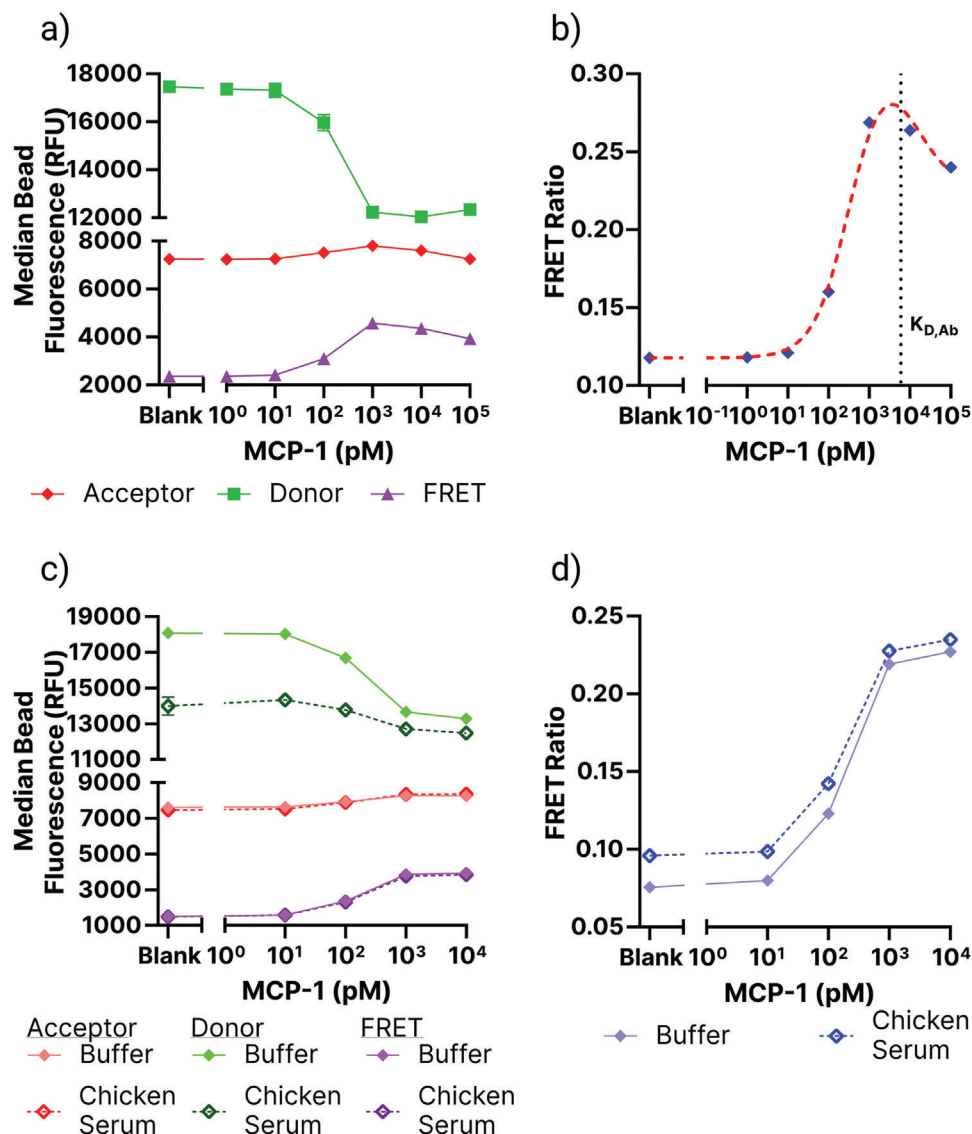 a)
18000
16000
14000
12000
8000
6000
4000
2000
Median Bead
Fluorescence (RFU)
Blank 10⁰ 10¹ 10² 10³ 10⁴ 10⁵
MCP-1 (pM)
Acceptor Donor FRET
b)
0.30
0.25
0.20
0.15
0.10
FRET Ratio
K_D,Ab
Blank 10⁻¹ 10⁰ 10¹ 10² 10³ 10⁴ 10⁵
MCP-1 (pM)
c)
19000
17000
15000
13000
11000
9000
7000
5000
3000
1000
Median Bead
Fluorescence (RFU)
Blank 10⁰ 10¹ 10² 10³ 10⁴
MCP-1 (pM)
Acceptor Donor FRET
Buffer Buffer Buffer
Chicken Chicken Chicken
Serum Serum Serum
d)
0.25
0.20
0.15
0.10
0.05
FRET Ratio
Blank 10⁰ 10¹ 10² 10³ 10⁴
MCP-1 (pM)
Buffer Chicken
Serum